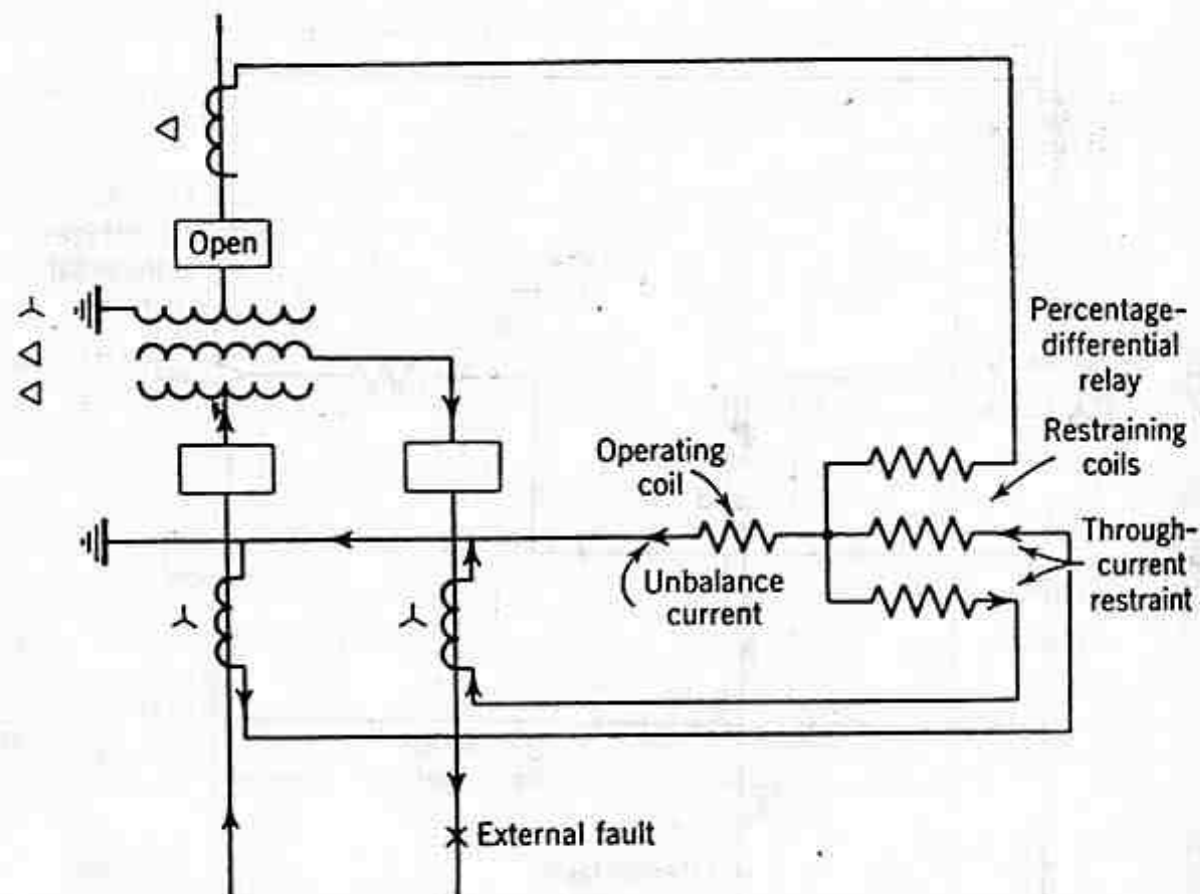 Open
Percentage-
differential
relay
Operating
coil
Restraining
coils
Unbalance
current
Through-
current
restraint
External fault